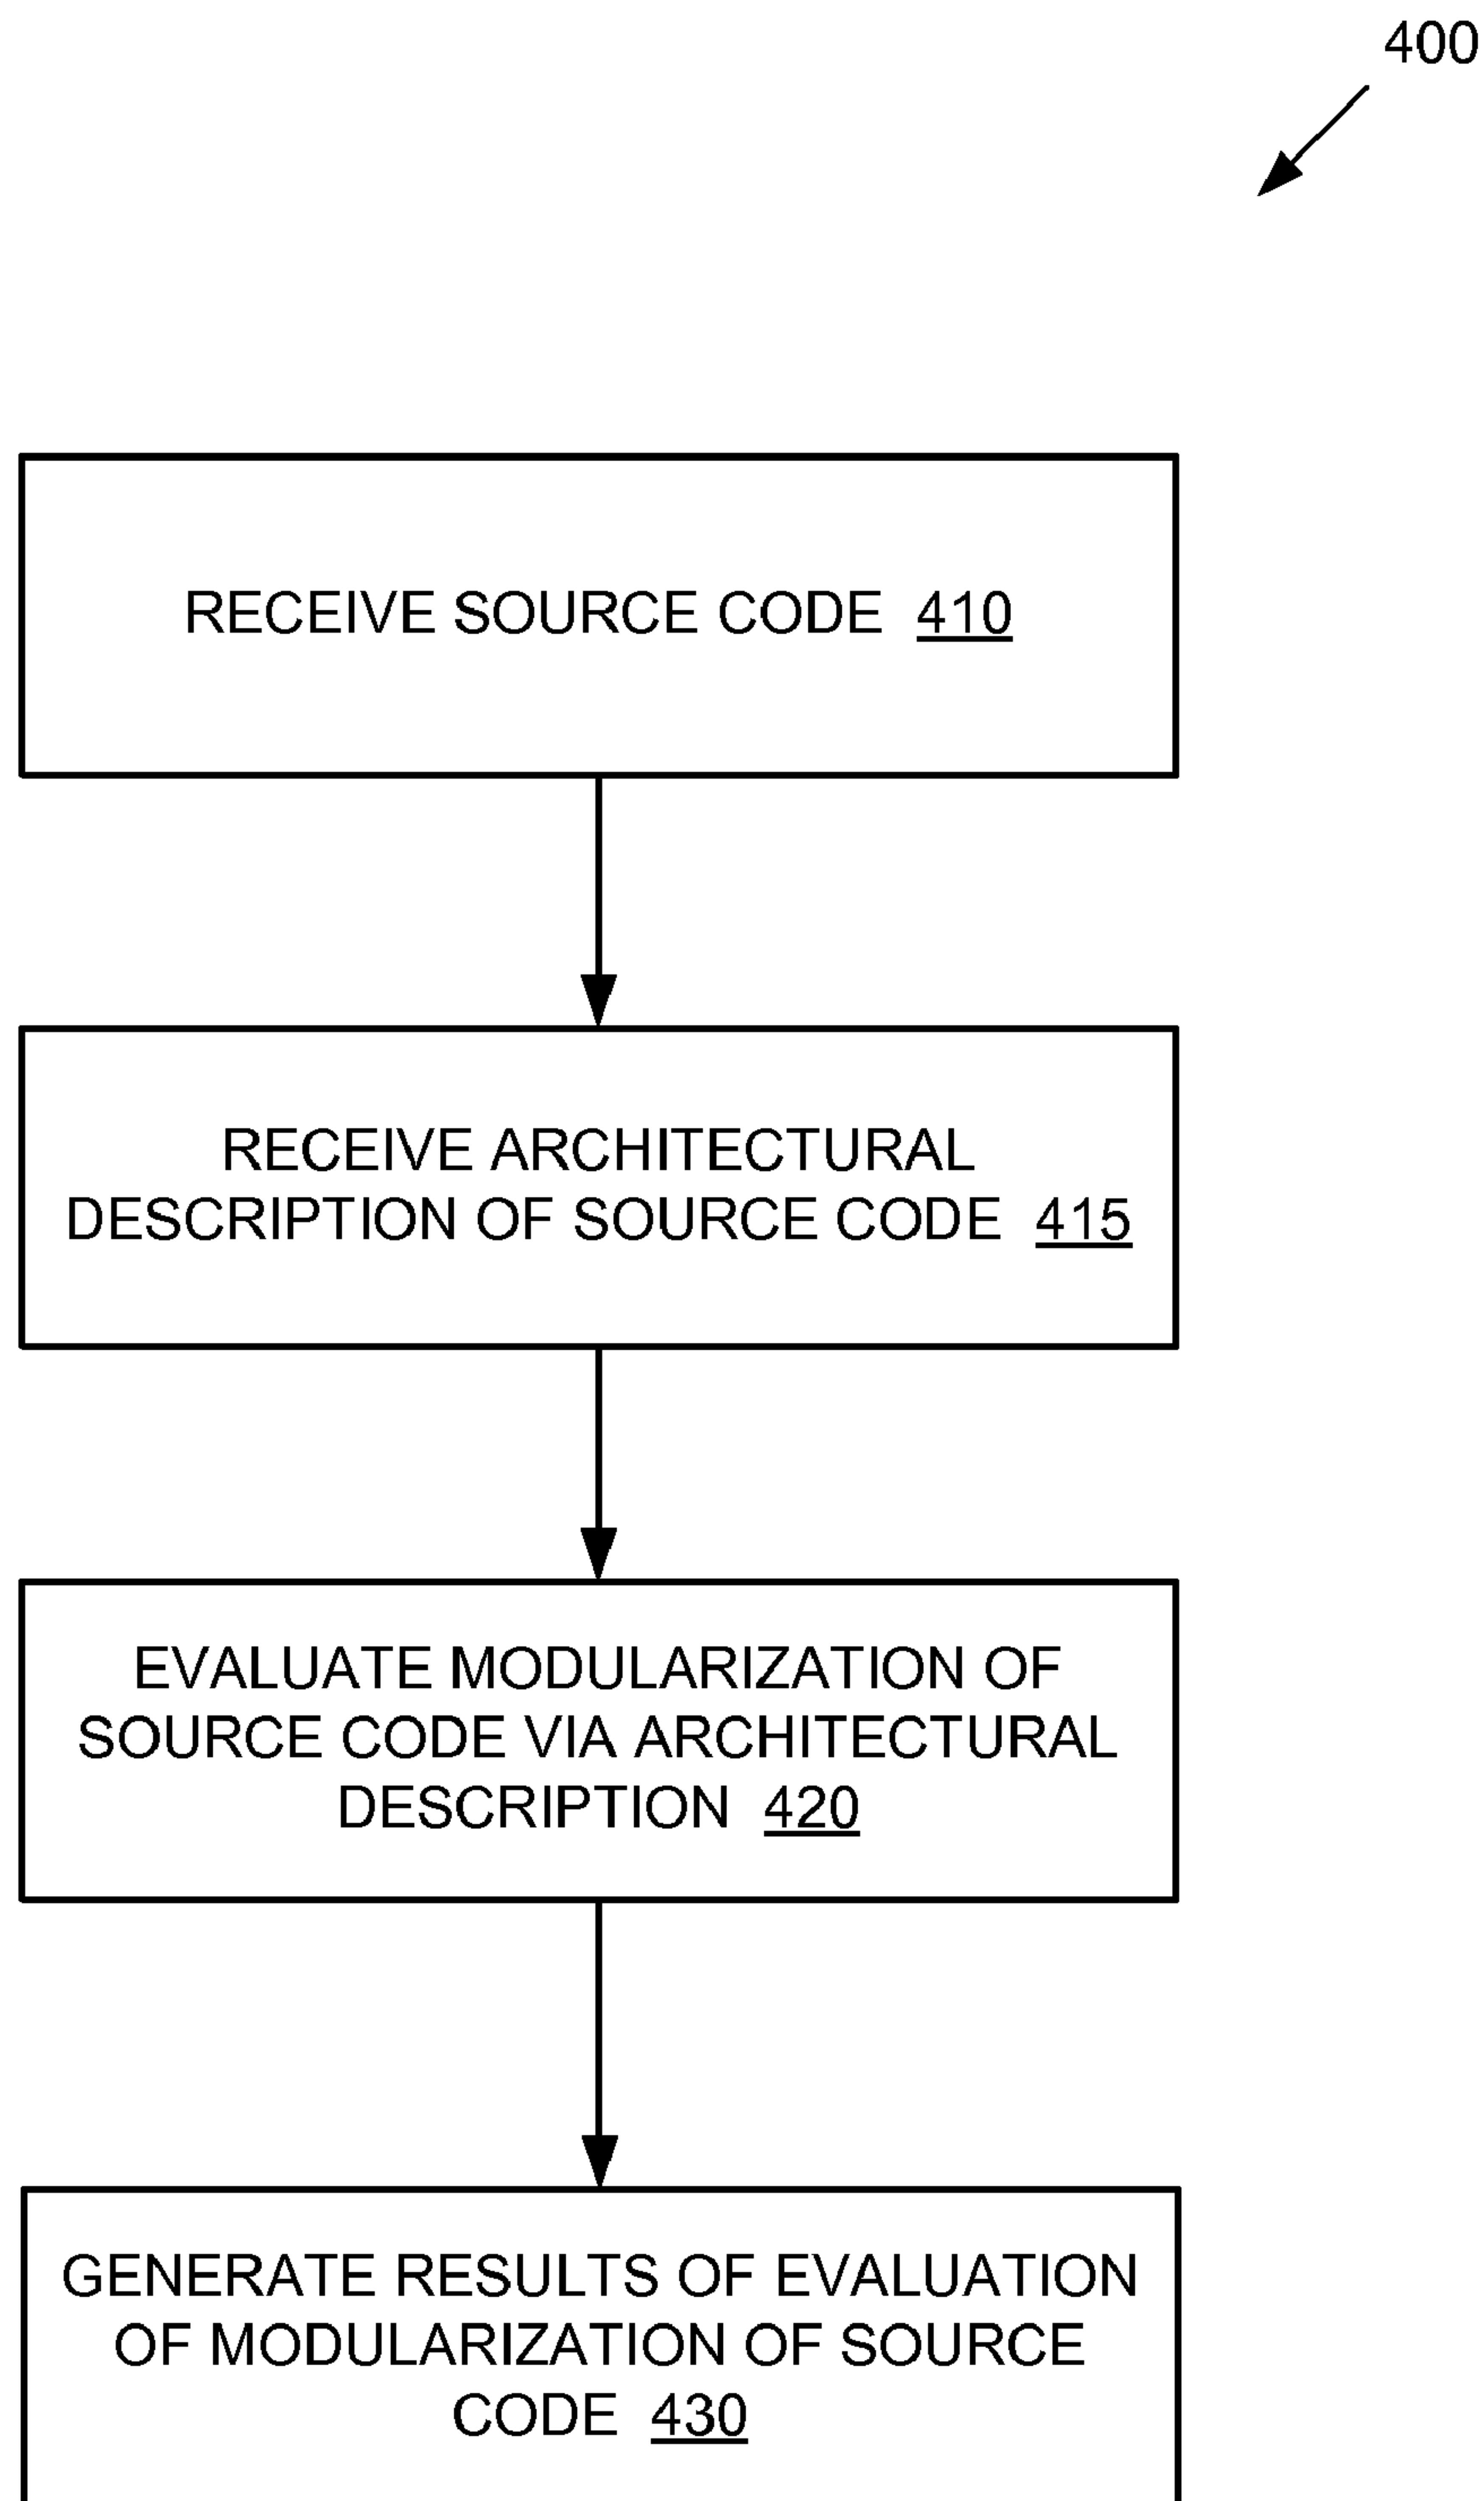 400
RECEIVE SOURCE CODE 410
RECEIVE ARCHITECTURAL
DESCRIPTION OF SOURCE CODE 415
EVALUATE MODULARIZATION OF
SOURCE CODE VIA ARCHITECTURAL
DESCRIPTION 420
GENERATE RESULTS OF EVALUATION
OF MODULARIZATION OF SOURCE
CODE 430